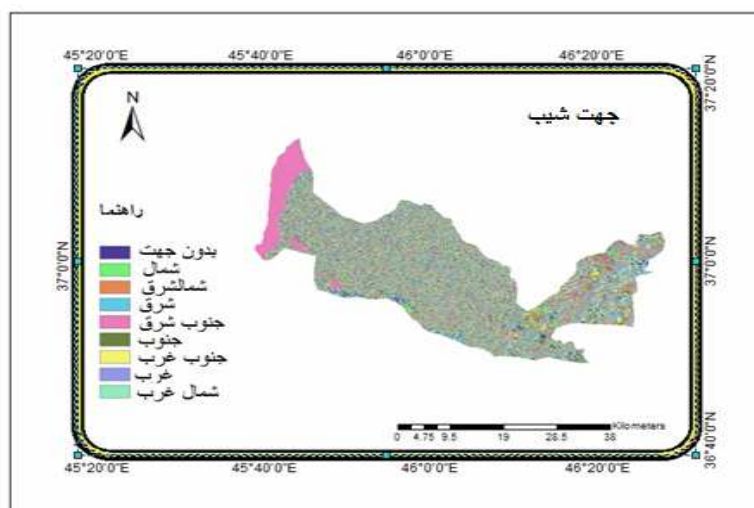 45°20'0"E 45°40'0"E 46°0'0"E 46°20'0"E
37°20'0"N
N
جهت شیب
راهنما
37°0'0"N
37°0'0"N
بدون جهت
شمال
شمالشرق
شرق
جنوب شرق
جنوب
جنوب غرب
غرب
شمال غرب
Kilometers
0 4.75 9.5 19 28.5 38
36°40'0"N
45°20'0"E 45°40'0"E 46°0'0"E 46°20'0"E